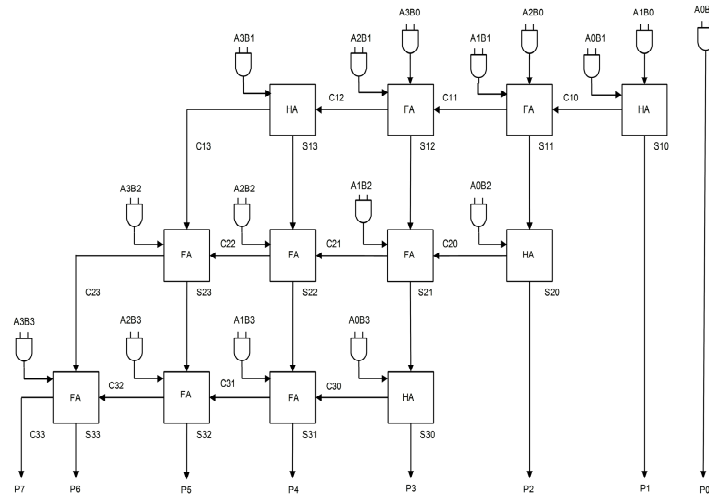 A3B0 A2B0 A1B0 A0B
A3B1 A2B1 A1B1 A0B1
C12 C11 C10
HA FA FA HA
C13 S13 S12 S11 S10
A3B2 A2B2 A1B2 A0B2
C22 C21 C20
FA FA FA HA
C23 S23 S22 S21 S20
A3B3 A2B3 A1B3 A0B3
C32 C31 C30
FA FA FA HA
C33 S33 S32 S31 S30
P7 P6 P5 P4 P3 P2 P1 P0